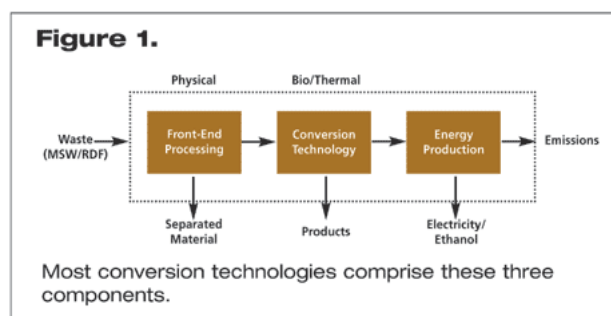 Figure 1.
Physical
Bio/Thermal
Waste
(MSW/RDF)
Front-End
Processing
Conversion
Technology
Energy
Production
Emissions
Separated
Material
Products
Electricity/
Ethanol
Most conversion technologies comprise these three
components.